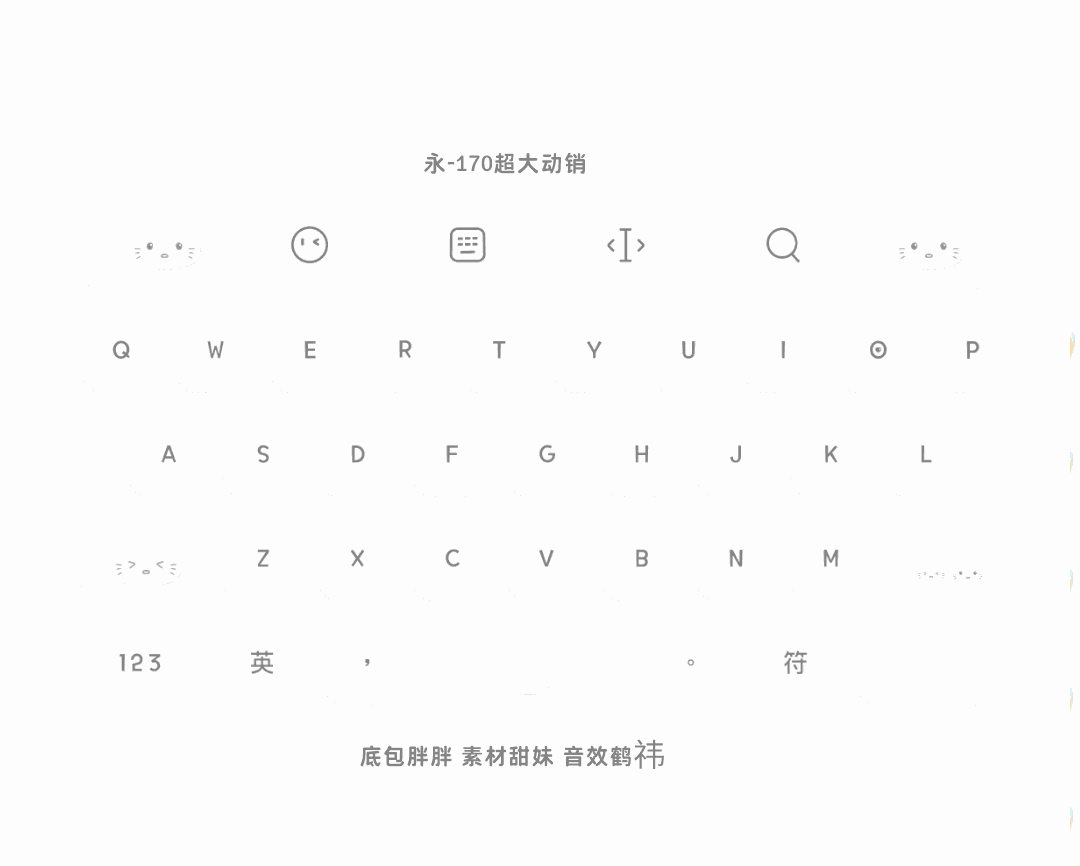 永-170超大动销
Q W E R T Y U I O P
A S D F G H J K L
Z X C V B N M
123 英 , 。 符
底包胖胖 素材甜妹 音效鹤祎